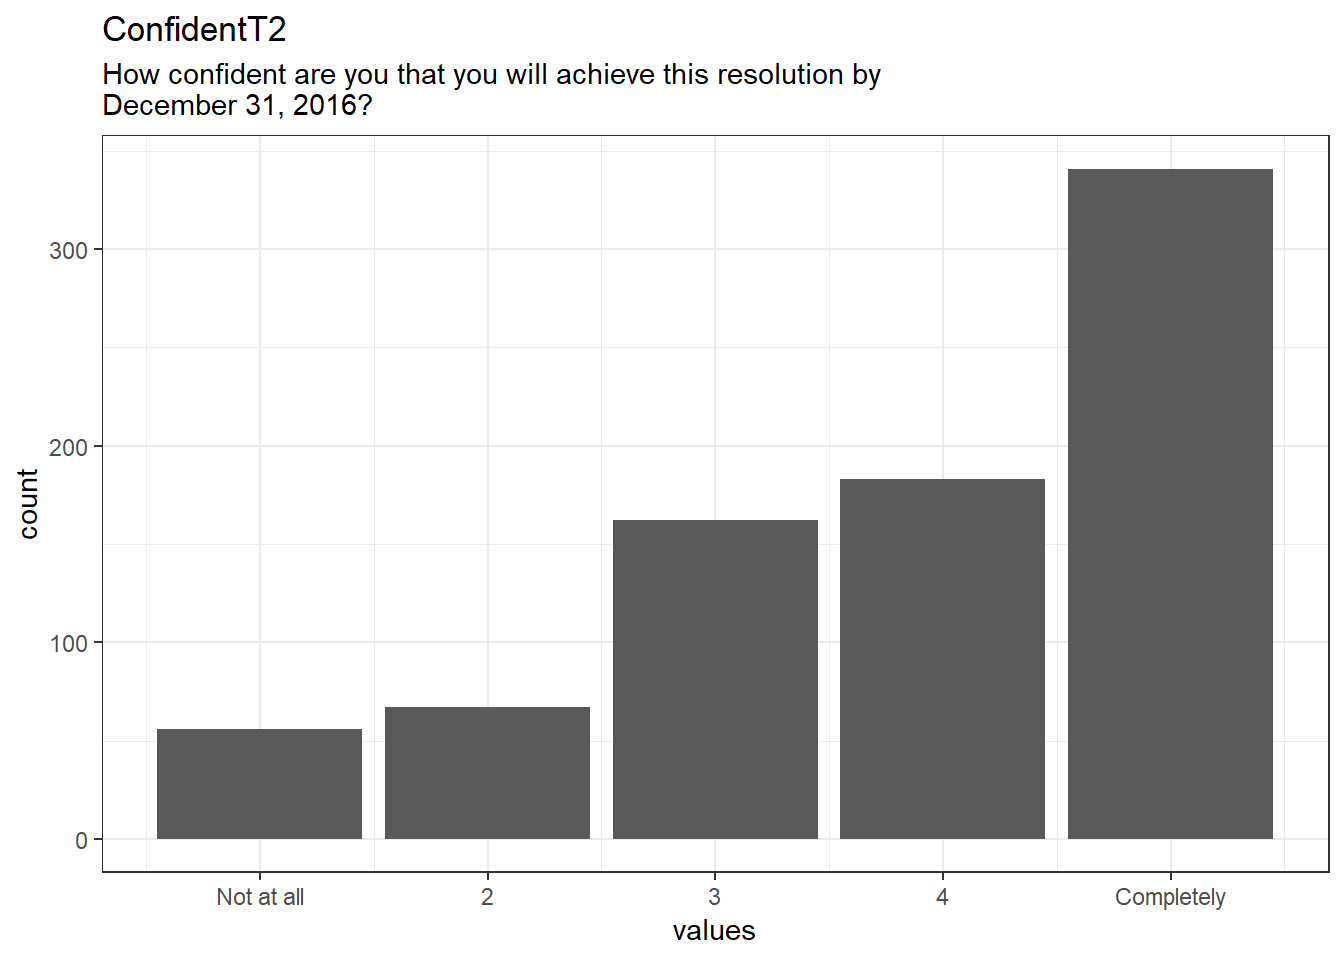 ConfidentT2
How confident are you that you will achieve this resolution by
December 31, 2016?
300
200
100
0
count
Not at all 2 3 4 Completely
values